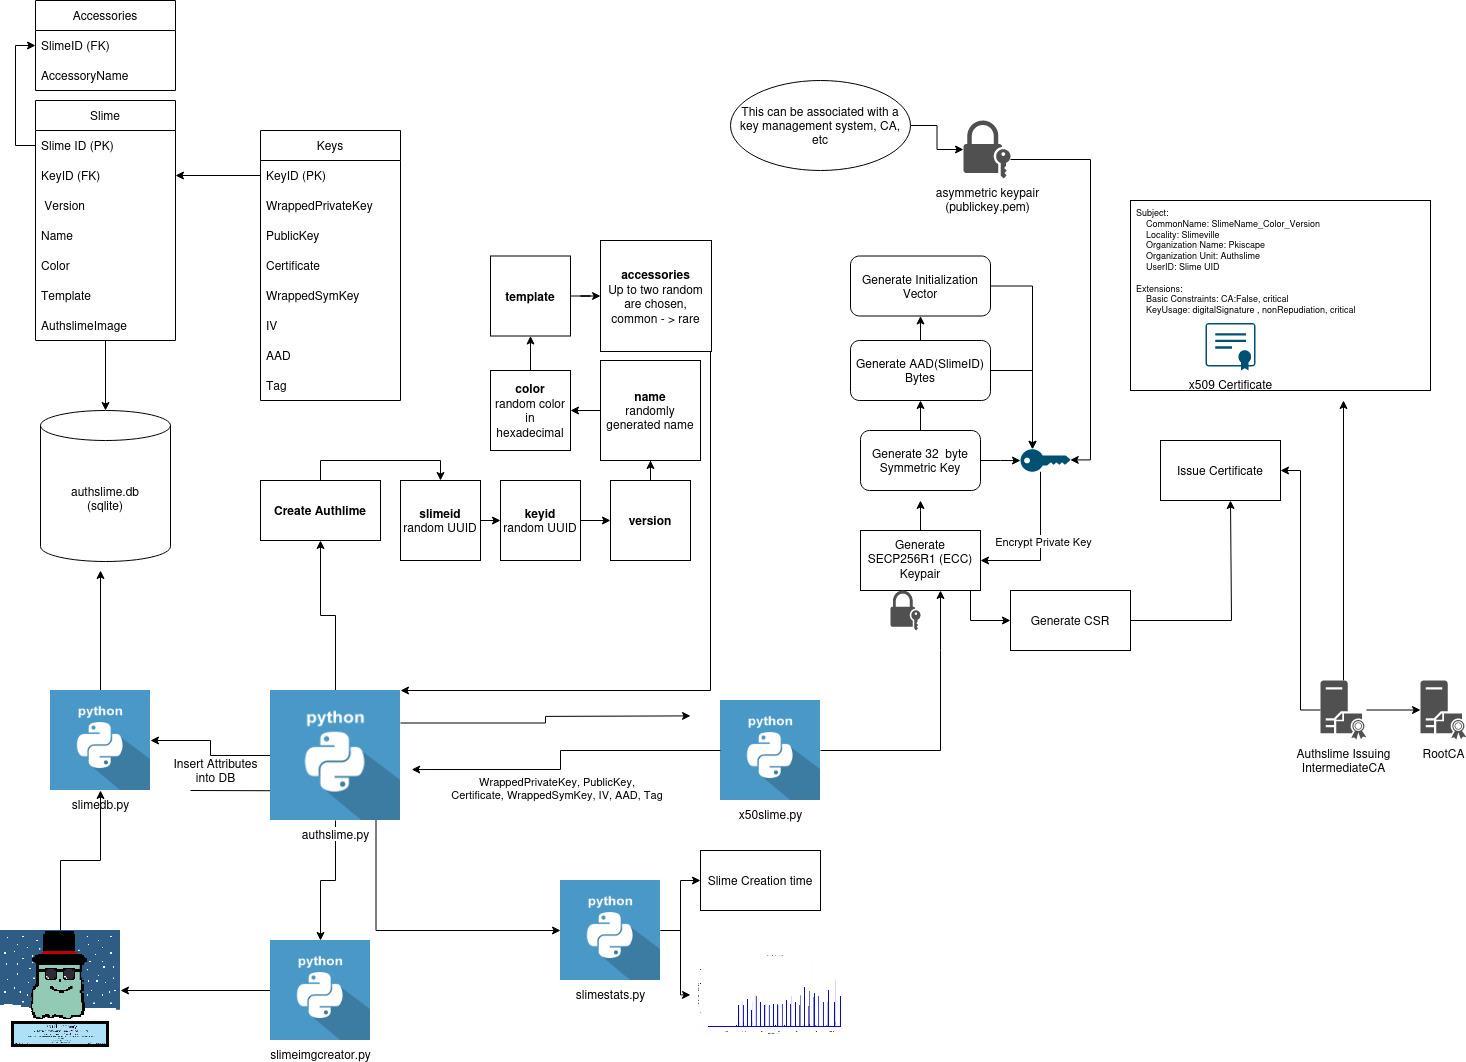 Accessories
SlimeID (FK)
AccessoryName
Slime
Slime ID (PK)
KeyID (FK)
Version
Name
Color
Template
AuthslimeImage
Keys
KeyID (PK)
WrappedPrivateKey
PublicKey
Certificate
WrappedSymKey
IV
AAD
Tag
authslime.db
(sqlite)
template
accessories
Up to two random
are chosen,
common - > rare
color
random color
in
hexadecimal
name
randomly
generated name
Create Authlime
slimeid
random UUID
keyid
random UUID
version
This can be associated with a
key management system, CA,
etc
asymmetric keypair
(publickey.pem)
Generate Initialization
Vector
Generate AAD(SlimeID)
Bytes
Generate 32 byte
Symmetric Key
Generate
SECP256R1 (ECC)
Keypair
Encrypt Private Key
Generate CSR
Issue Certificate
Subject:
CommonName: SlimeName_Color_Version
Locality: Slimeville
Organization Name: Pkiscape
Organization Unit: Authslime
UserID: Slime UID
Extensions:
Basic Constraints: CA:False, critical
KeyUsage: digitalSignature , nonRepudiation, critical
x509 Certificate
Authslime Issuing
IntermediateCA
RootCA
python
slimedb.py
Insert Attributes
into DB
python
authslime.py
WrappedPrivateKey, PublicKey,
Certificate, WrappedSymKey, IV, AAD, Tag
python
x50slime.py
python
slimestats.py
Slime Creation time
python
slimeimgcreator.py